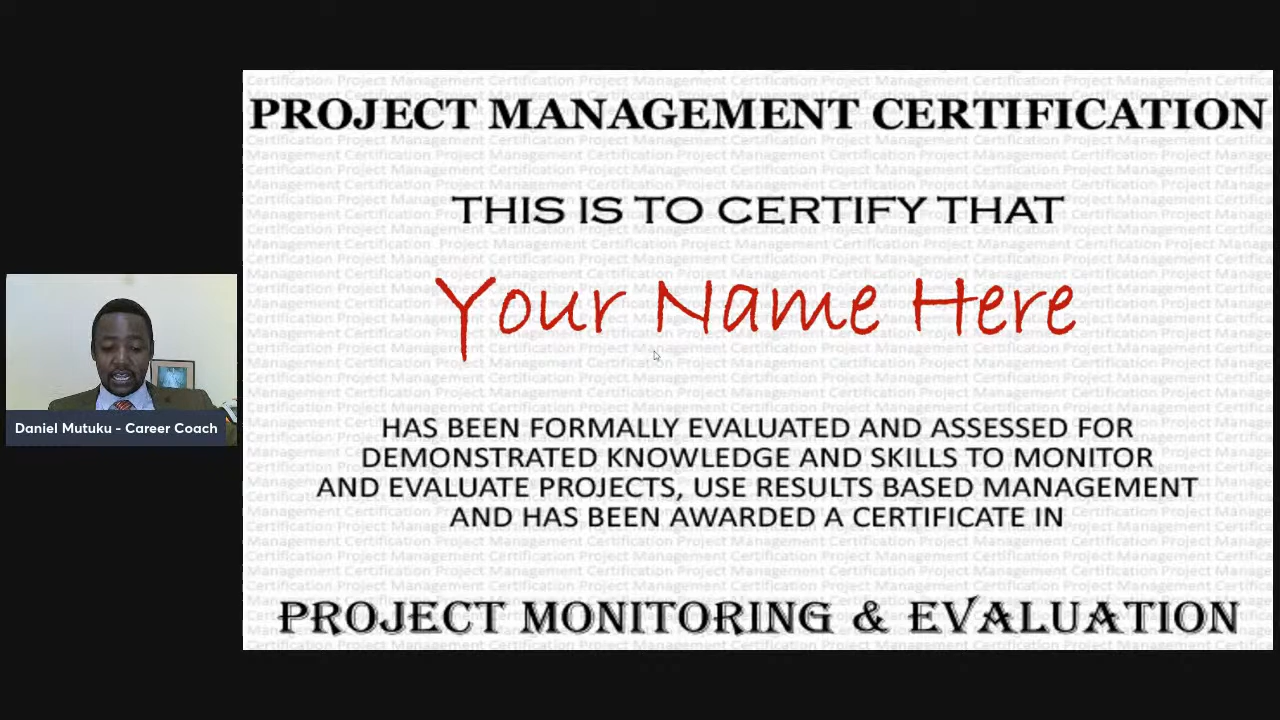 PROJECT MANAGEMENT CERTIFICATION
THIS IS TO CERTIFY THAT
Your Name Here
HAS BEEN FORMALLY EVALUATED AND ASSESSED FOR
DEMONSTRATED KNOWLEDGE AND SKILLS TO MONITOR
AND EVALUATE PROJECTS, USE RESULTS BASED MANAGEMENT
AND HAS BEEN AWARDED A CERTIFICATE IN
PROJECT MONITORING & EVALUATION
Daniel Mutuku - Career Coach